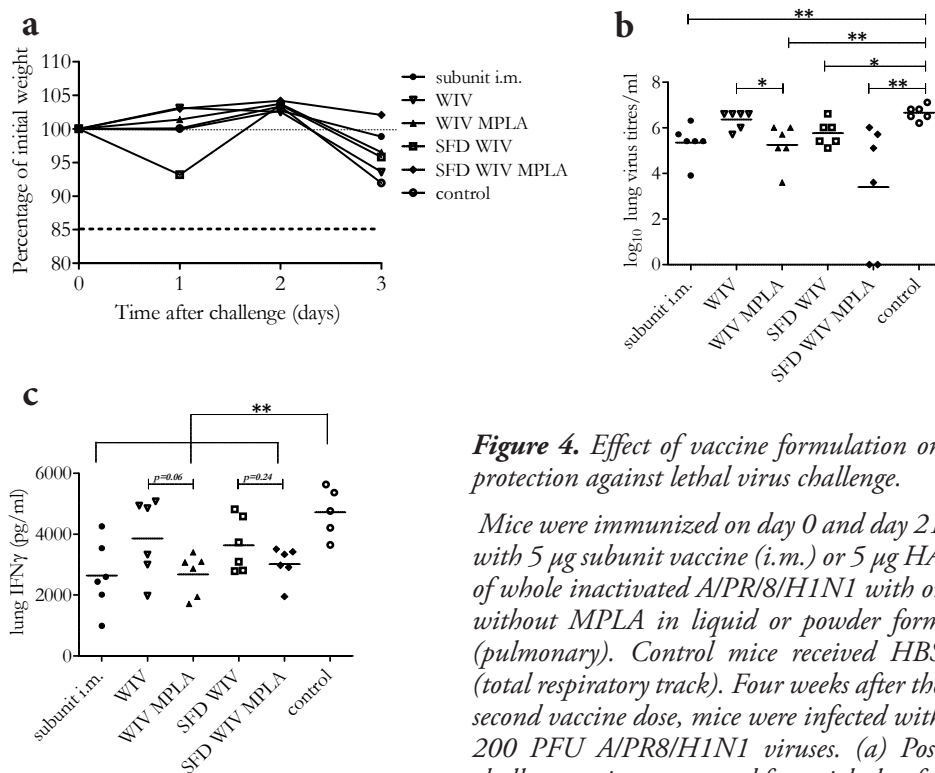 a
Percentage of initial weight
110
105
100
95
90
85
80
0 1 2 3
Time after challenge (days)
subunit i.m.
WIV
WIV MPLA
SFD WIV
SFD WIV MPLA
control
b
**
**
*
* **
log10 lung virus titres/ml
8
6
4
2
0
subunit i.m.
WIV
WIV MPLA
SFD WIV
SFD WIV MPLA
control
c
**
p=0.06 p=0.24
lung IFNγ (pg/ml)
6000
4000
2000
0
subunit i.m.
WIV
WIV MPLA
SFD WIV
SFD WIV MPLA
control
Figure 4. Effect of vaccine formulation on
protection against lethal virus challenge.
Mice were immunized on day 0 and day 21
with 5 µg subunit vaccine (i.m.) or 5 µg HA
of whole inactivated A/PR/8/H1N1 with or
without MPLA in liquid or powder form
(pulmonary). Control mice received HBS
(total respiratory track). Four weeks after the
second vaccine dose, mice were infected with
200 PFU A/PR8/H1N1 viruses. (a) Post